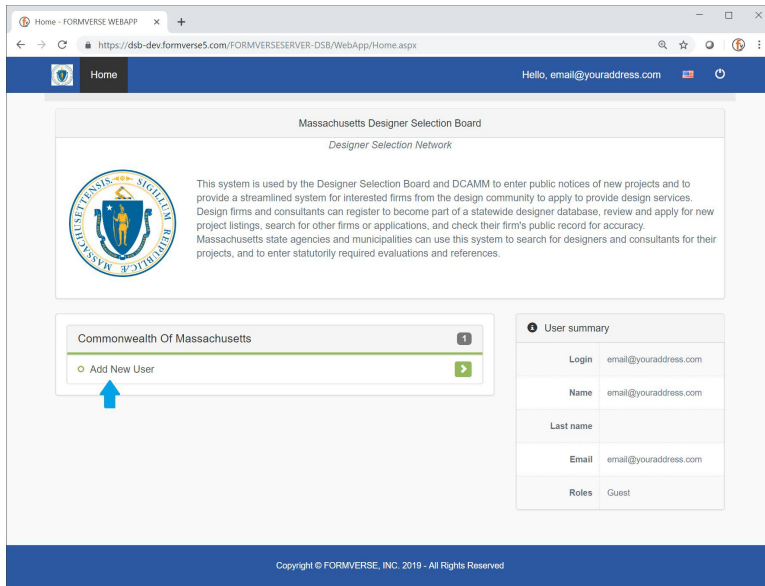 Home - FORMVERSE WEBAPP
https://dsb-dev.formverse5.com/FORMVERSESERVER-DSB/WebApp/Home.aspx
Home
Hello, email@youraddress.com
Massachusetts Designer Selection Board
Designer Selection Network
This system is used by the Designer Selection Board and DCAMM to enter public notices of new projects and to
provide a streamlined system for interested firms from the design community to apply to provide design services.
Design firms and consultants can register to become part of a statewide designer database, review and apply for new
project listings, search for other firms or applications, and check their firm's public record for accuracy.
Massachusetts state agencies and municipalities can use this system to search for designers and consultants for their
projects, and to enter statutorily required evaluations and references.
Commonwealth Of Massachusetts
1
Add New User
User summary
Login email@youraddress.com
Name email@youraddress.com
Last name
Email email@youraddress.com
Roles Guest
Copyright © FORMVERSE, INC. 2019 - All Rights Reserved